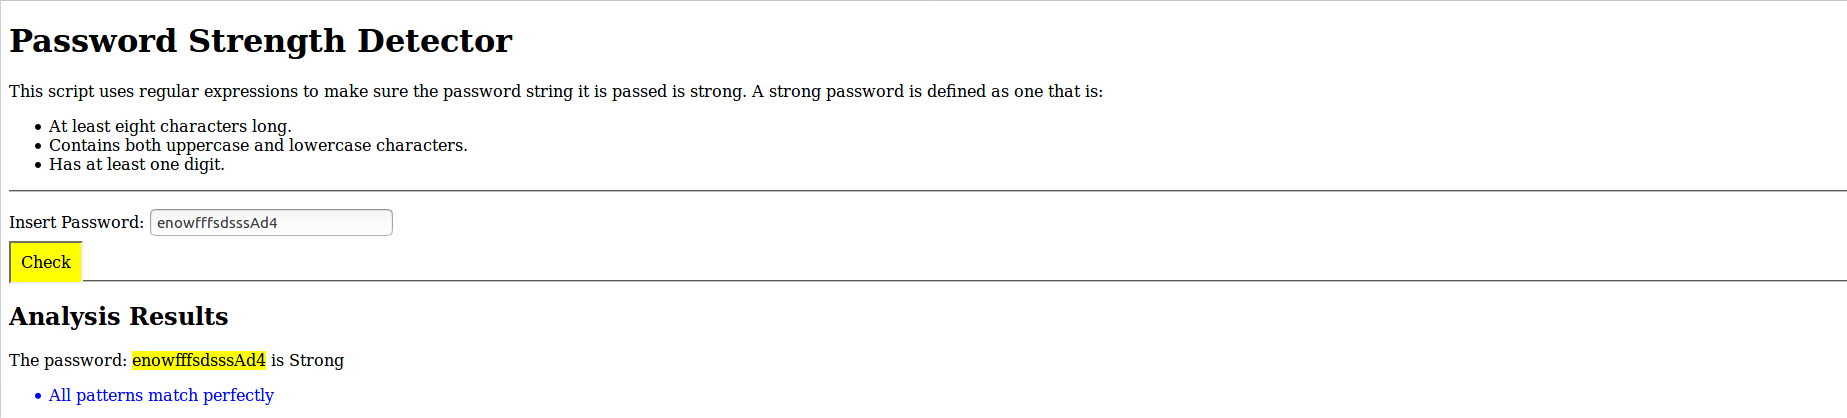 Password Strength Detector
This script uses regular expressions to make sure the password string it is passed is strong. A strong password is defined as one that is:
• At least eight characters long.
• Contains both uppercase and lowercase characters.
• Has at least one digit.
Insert Password: enowfffsdsssAd4
Check
Analysis Results
The password: enowfffsdsssAd4 is Strong
• All patterns match perfectly